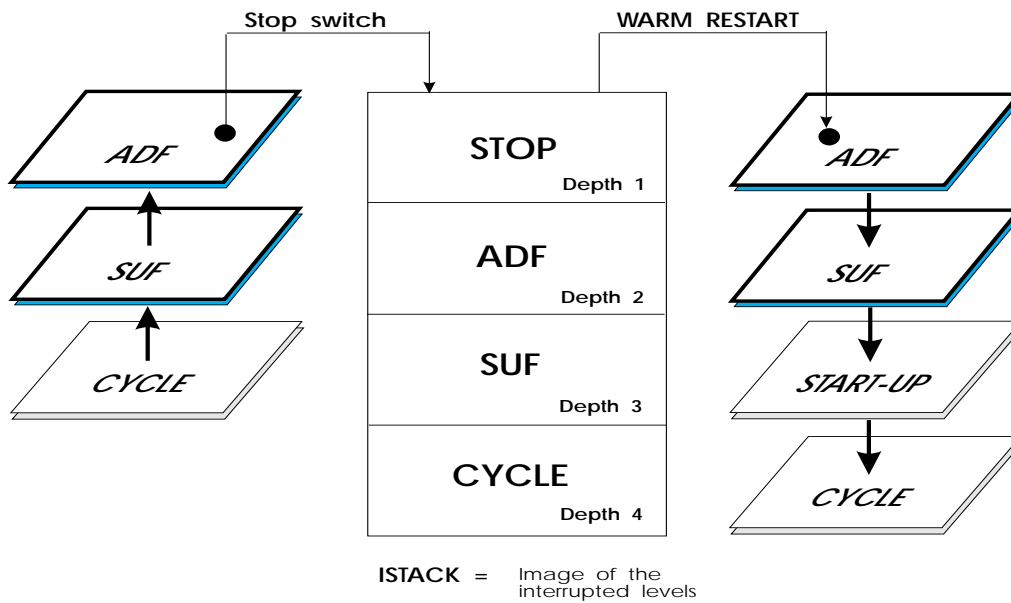 Stop switch
WARM RESTART
ADF
SUF
CYCLE
STOP
Depth 1
ADF
Depth 2
SUF
Depth 3
CYCLE
Depth 4
ADF
SUF
START-UP
CYCLE
ISTACK = Image of the
interrupted levels